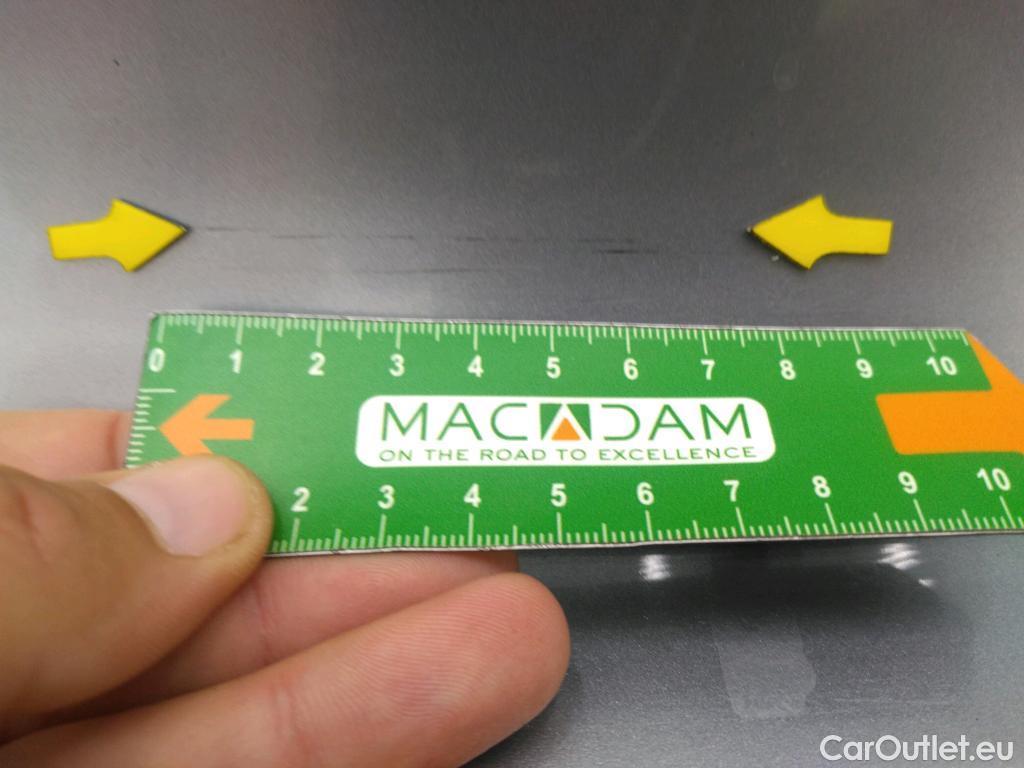 0 1 2 3 4 5 6 7 8 9 10
MACADAM
ON THE ROAD TO EXCELLENCE
2 3 4 5 6 7 8 9 10
CarOutlet.eu